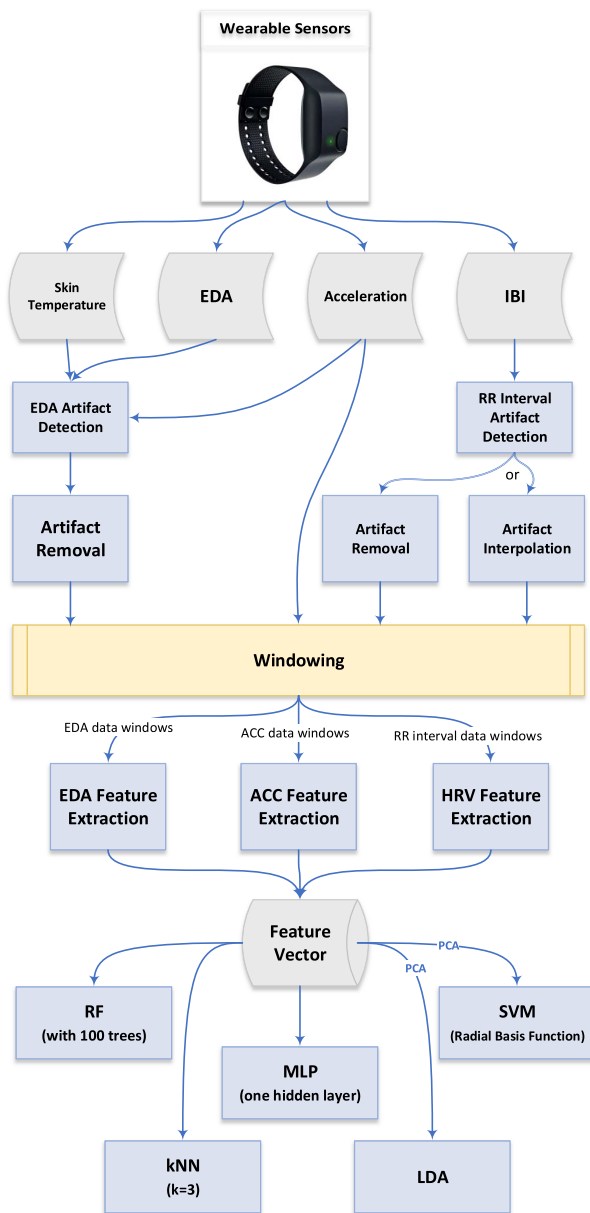 Wearable Sensors
Skin
Temperature
EDA
Acceleration
IBI
EDA Artifact
Detection
RR Interval
Artifact
Detection
or
Artifact
Removal
Artifact
Removal
Artifact
Interpolation
Windowing
EDA data windows
ACC data windows
RR interval data windows
EDA Feature
Extraction
ACC Feature
Extraction
HRV Feature
Extraction
Feature
Vector
PCA
PCA
RF
(with 100 trees)
SVM
(Radial Basis Function)
MLP
(one hidden layer)
kNN
(k=3)
LDA